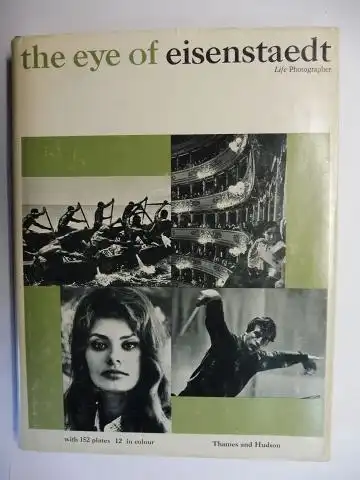 the eye of eisenstaedt
Life Photographer
with 152 plates 12 in colour
Thames and Hudson